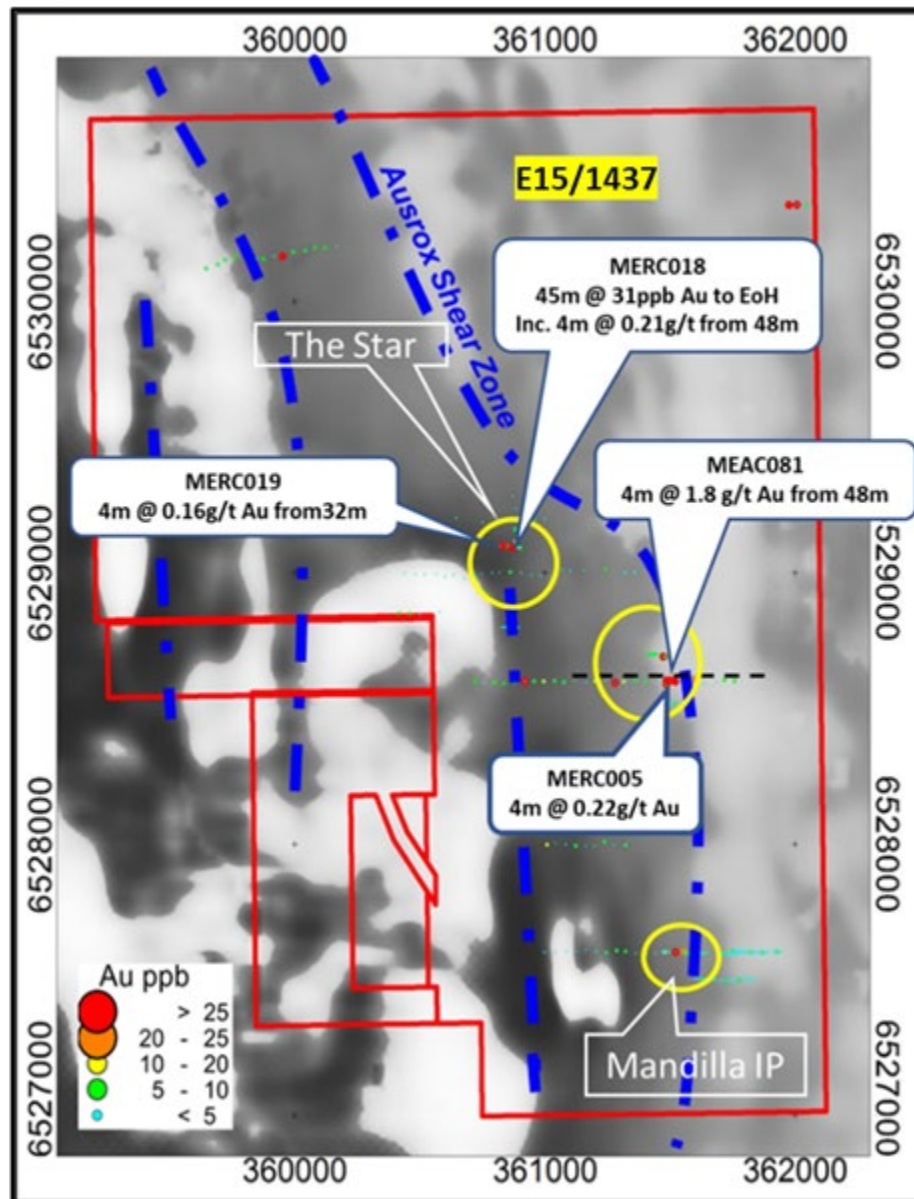 360000 361000 362000
E15/1437
Ausrox Shear Zone
MERC018
45m @ 31ppb Au to EoH
Inc. 4m @ 0.21g/t from 48m
6530000
6530000
The Star
MERC019
4m @ 0.16g/t Au from32m
MEAC081
4m @ 1.8 g/t Au from 48m
6529000
5290000
MERC005
4m @ 0.22g/t Au
6528000
6528000
Au ppb
> 25
20 - 25
10 - 20
5 - 10
< 5
Mandilla IP
6527000
6527000
360000 361000 362000